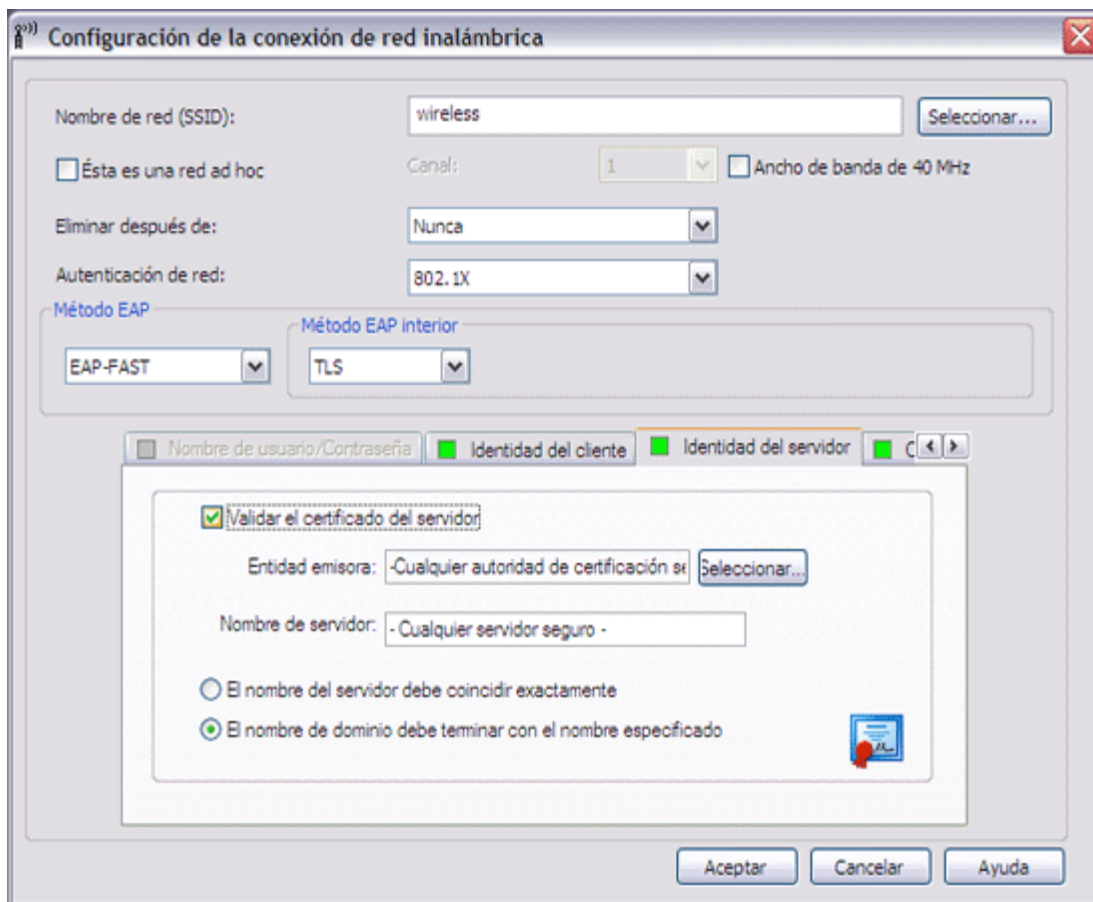 Configuración de la conexión de red inalámbrica
Nombre de red (SSID): wireless Seleccionar...
Ésta es una red ad hoc Canal: 1 Ancho de banda de 40 MHz
Eliminar después de: Nunca
Autenticación de red: 802.1X
Método EAP
Método EAP interior
EAP-FAST TLS
Nombre de usuario/Contraseña Identidad del cliente Identidad del servidor
Validar el certificado del servidor
Entidad emisora: -Cualquier autoridad de certificación se Seleccionar...
Nombre de servidor: - Cualquier servidor seguro -
El nombre del servidor debe coincidir exactamente
El nombre de dominio debe terminar con el nombre especificado
Aceptar Cancelar Ayuda